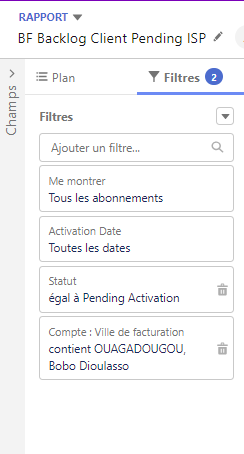 RAPPORT
BF Backlog Client Pending ISP
Champs
Plan
Filtres 2
Filtres
Ajouter un filtre...
Me montrer
Tous les abonnements
Activation Date
Toutes les dates
Statut
égal à Pending Activation
Compte : Ville de facturation
contient OUAGADOUGOU,
Bobo Dioulasso